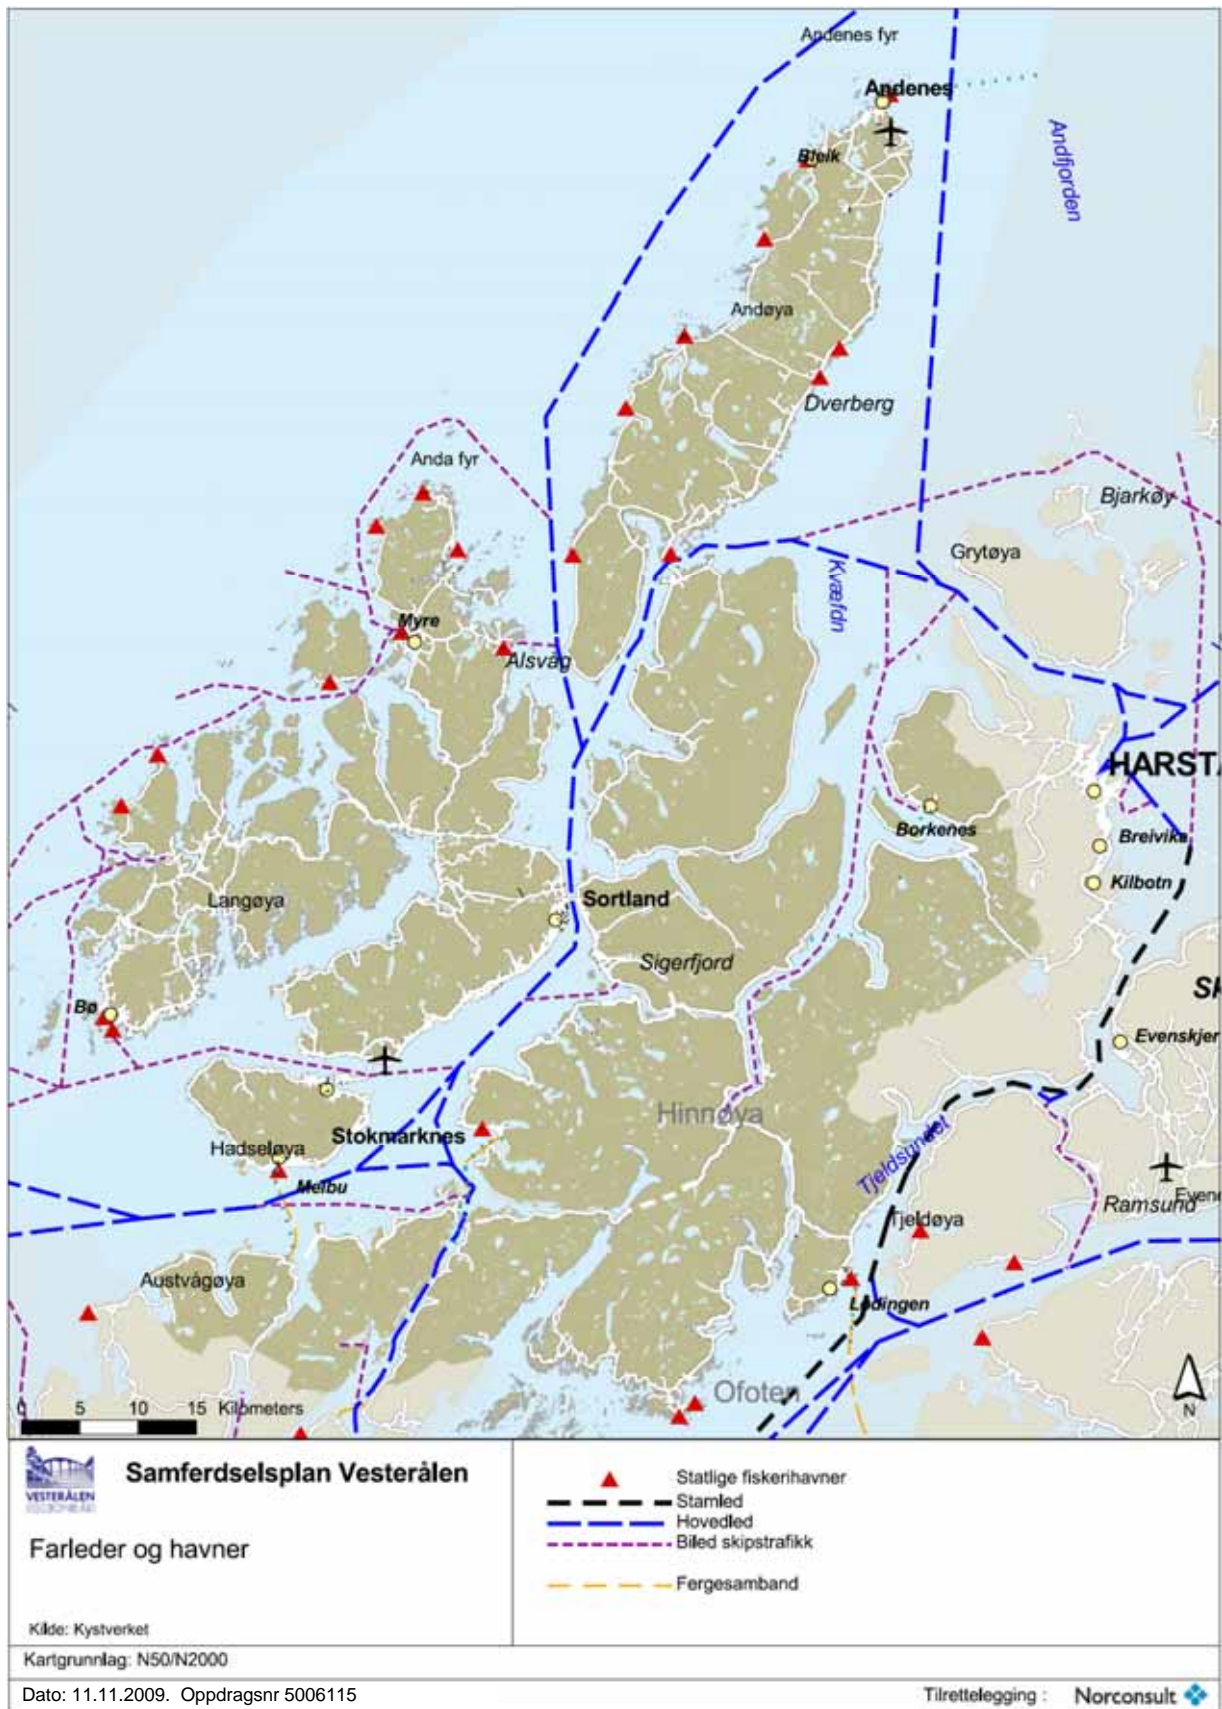 Andenes fyr
Andenes
Bleik
Andfjorden
Andøya
Dverberg
Anda fyr
Bjarkøy
Grytøya
Kvæfdn
Myre
Alsvåg
HARST
Borkenes
Breivika
Kilbotn
Langøya
Sortland
Sigerfjord
Bø
Evenskjer
Hinnøya
Stokmarknes
Hadseløya
Melbu
Tjeldsundet
Ramsund
Tjeldøya
Austvågøya
Lødingen
Ofoten
N
0 5 10 15 Kilometers
VESTERÅLEN
Samferdselsplan Vesterålen
Farleder og havner
Kilde: Kystverket
Statlige fiskerihavner
Stamled
Hovedled
Biled skipstrafikk
Fergesamband
Kartgrunnlag: N50/N2000
Dato: 11.11.2009. Oppdragsnr 5006115
Tilrettelegging : Norconsult